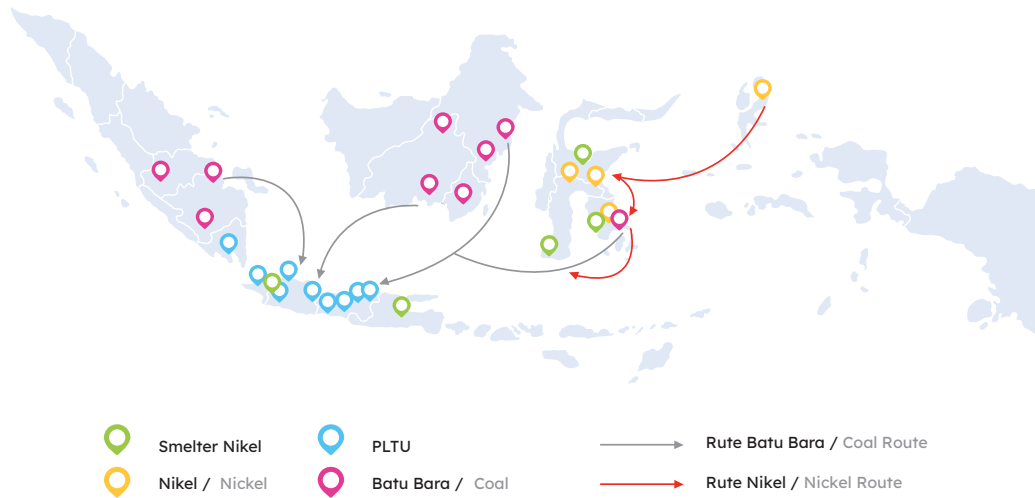 Smelter Nikel
PLTU
Rute Batu Bara / Coal Route
Nikel / Nickel
Batu Bara / Coal
Rute Nikel / Nickel Route